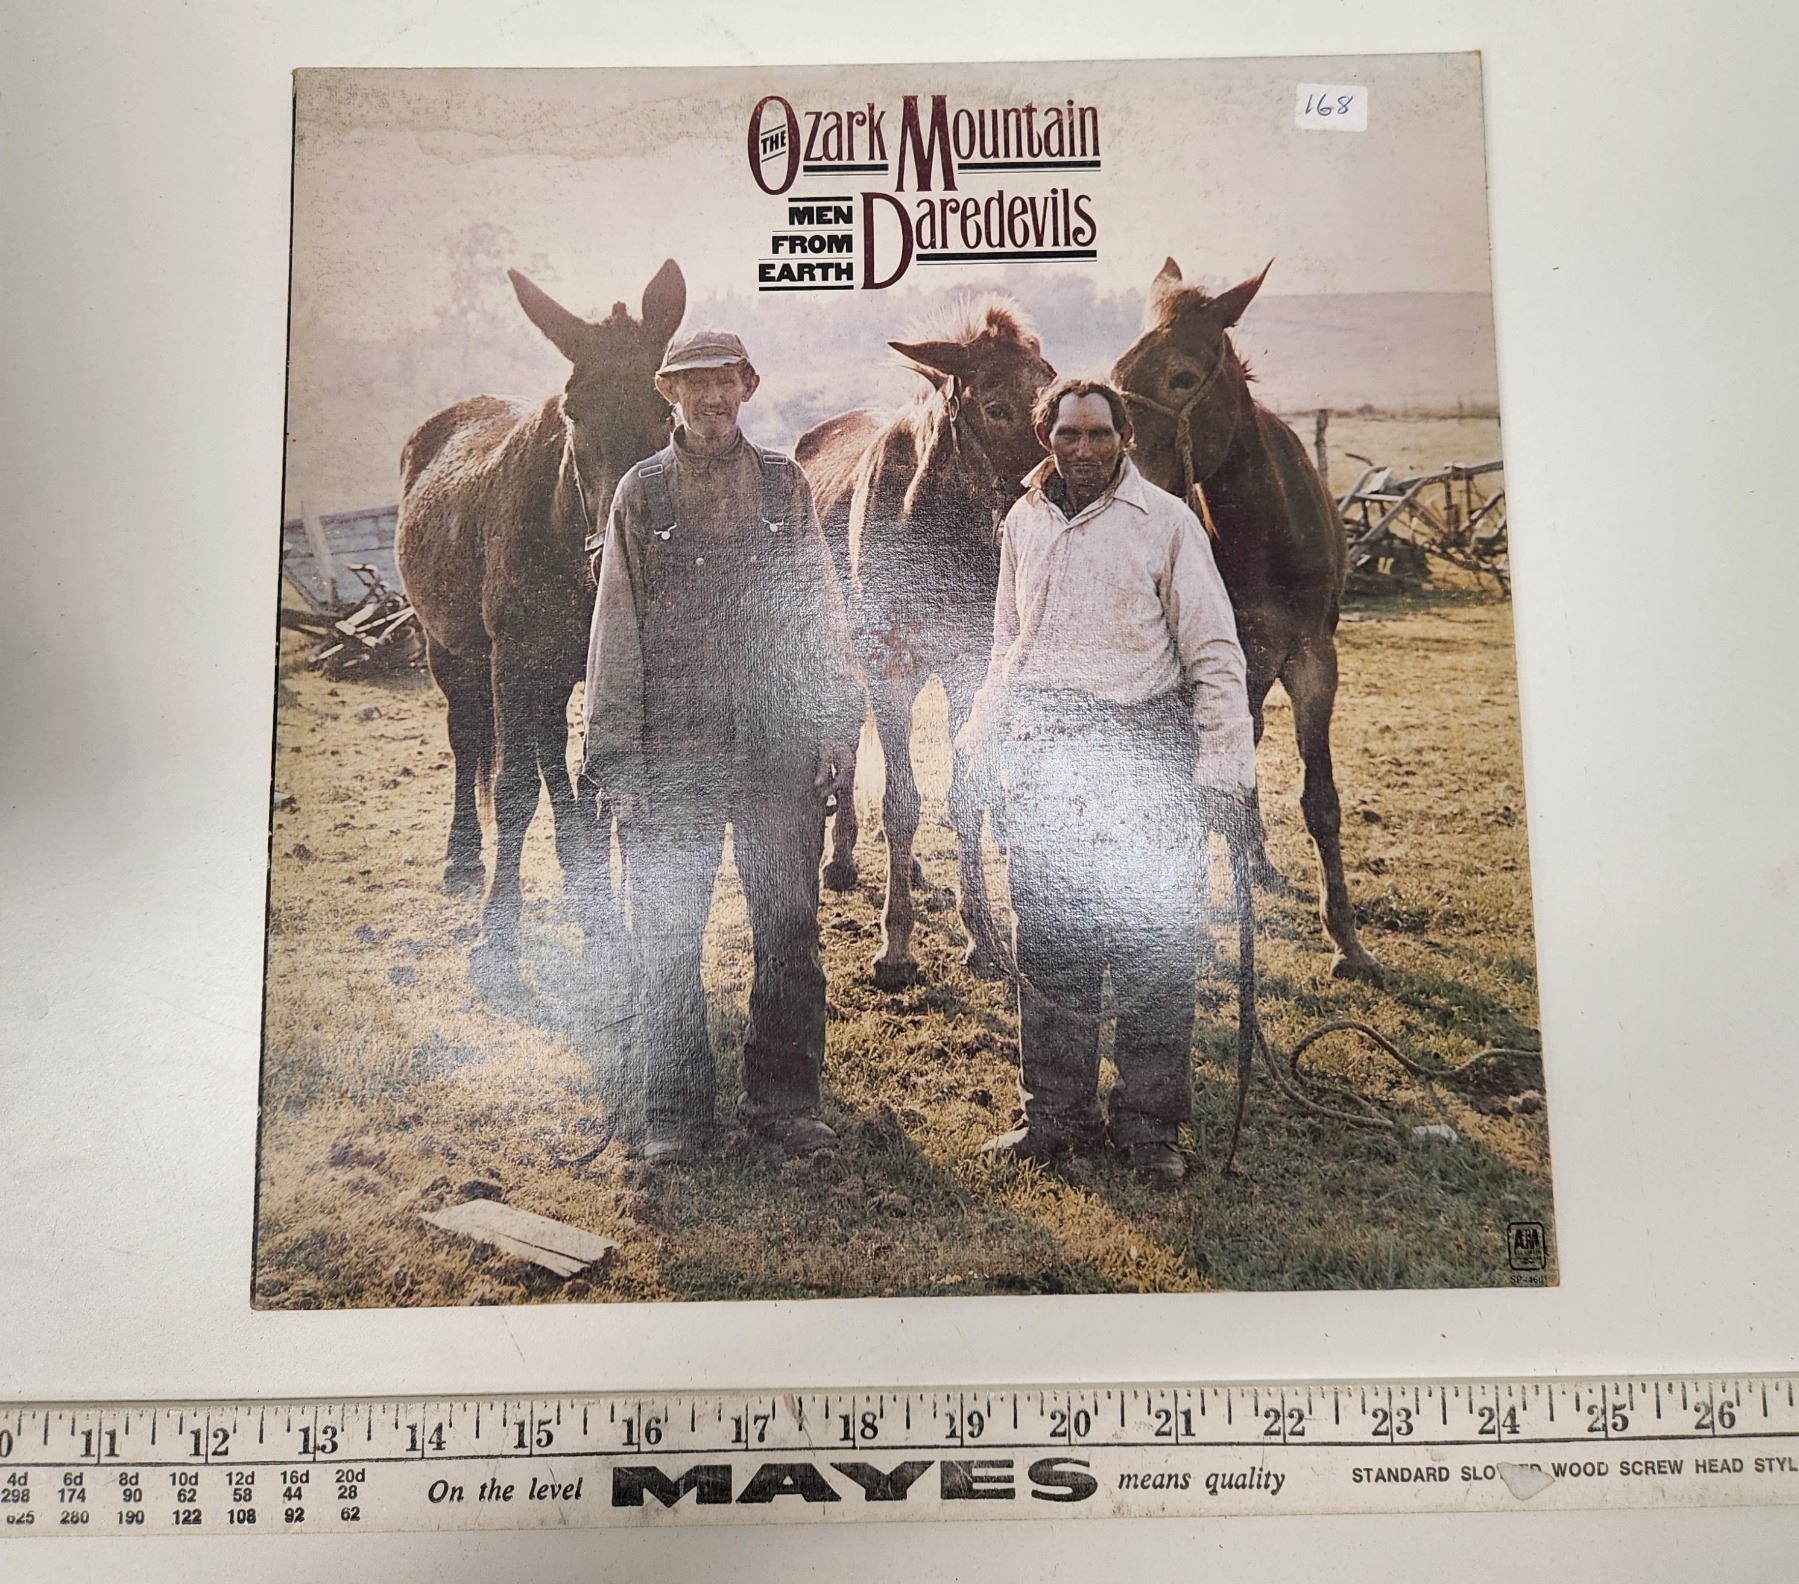 168
THE Ozark Mountain
Daredevils
MEN
FROM
EARTH
A&M
11 12 13 14 15 16 17 18 19 20 21 22 23 24 25 26
4d 6d 8d 10d 12d 16d 20d
298 174 90 62 58 44 28
625 280 190 122 108 92 62
On the level MAYES means quality
STANDARD WOOD SCREW HEAD